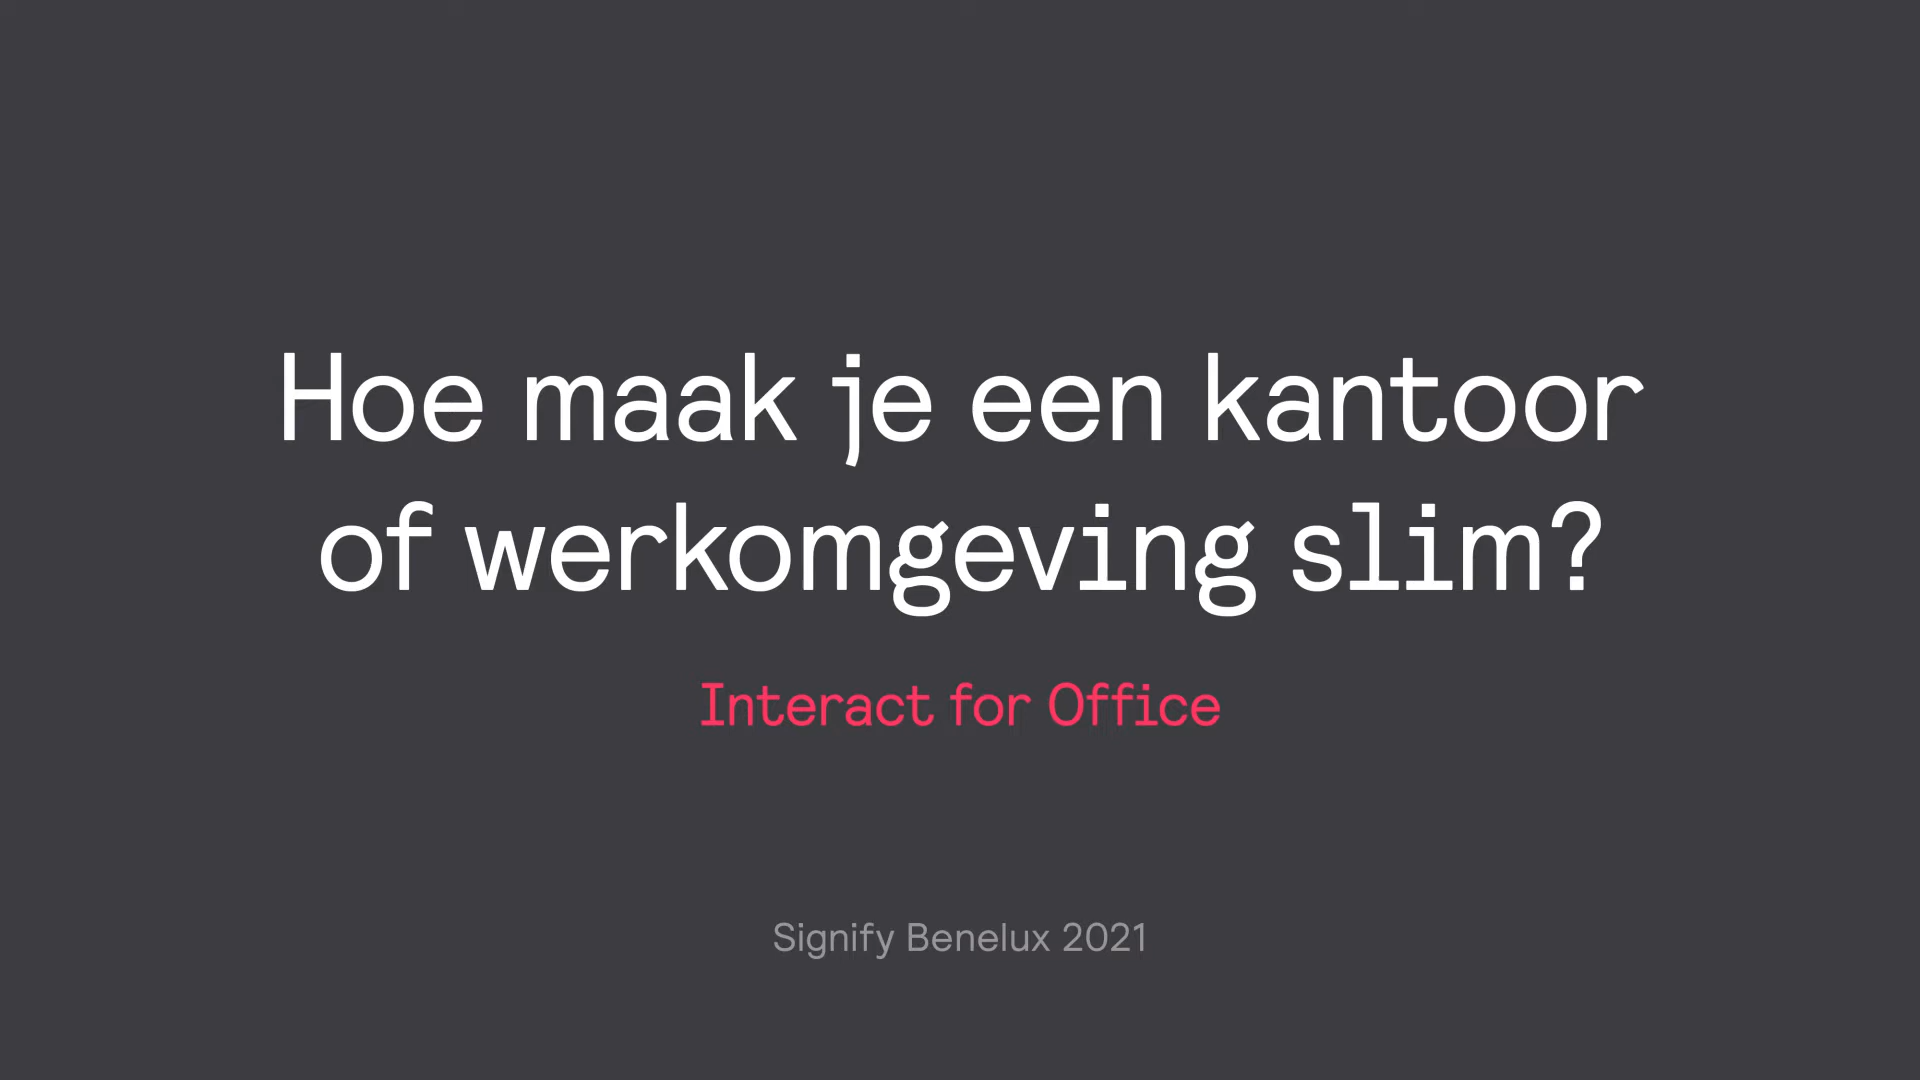 Hoe maak je een kantoor
of werkomgeving slim?
Interact for Office
Signify Benelux 2021